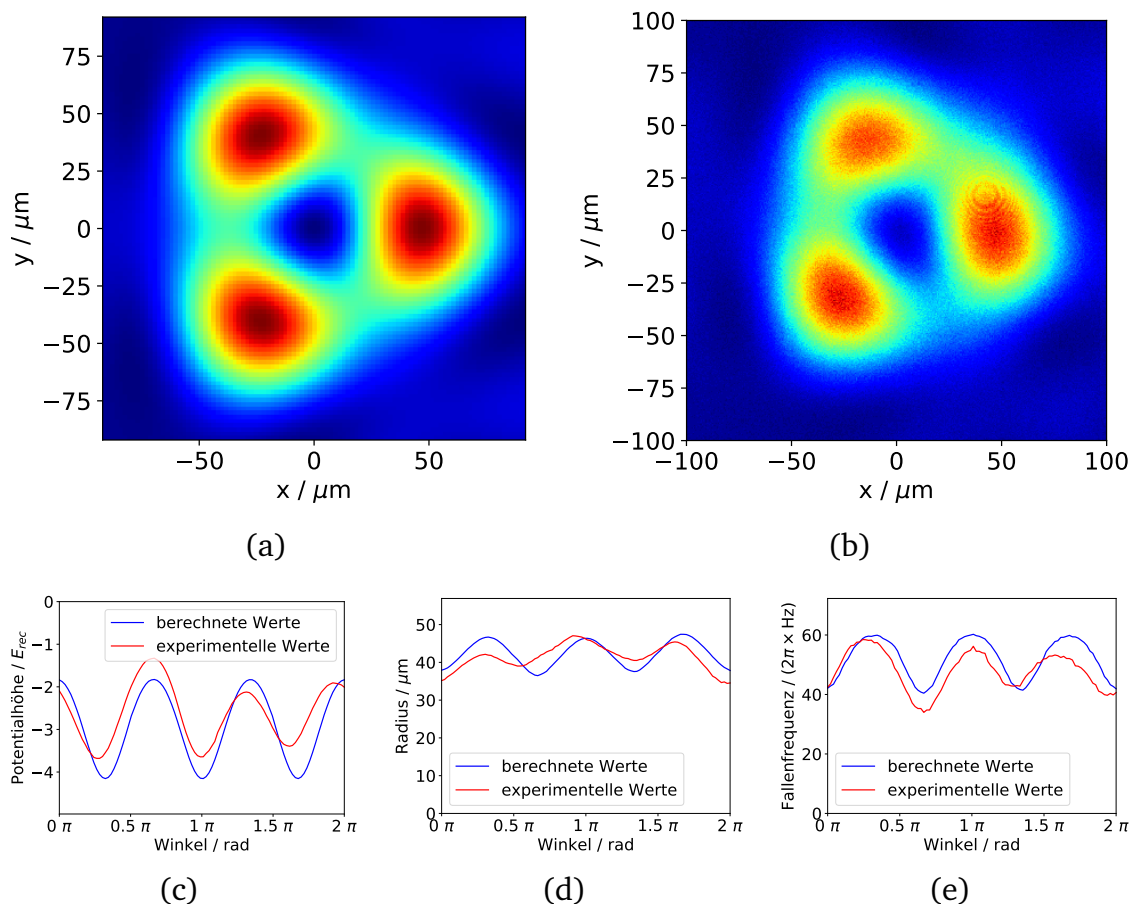 75
50
25
0
−25
−50
−75
y / μm
−50 0 50
x / μm
(a)
100
75
50
25
0
−25
−50
−75
−100
y / μm
−100 −50 0 50 100
x / μm
(b)
0
−1
−2
−3
−4
Potentialhöhe / E_rec
berechnete Werte
experimentelle Werte
0 π 0.5 π 1 π 1.5 π 2 π
Winkel / rad
(c)
50
40
30
20
10
0
Radius / μm
berechnete Werte
experimentelle Werte
0 π 0.5 π 1 π 1.5 π 2 π
Winkel / rad
(d)
60
40
20
0
Fallenfrequenz / (2π × Hz)
berechnete Werte
experimentelle Werte
0 π 0.5 π 1 π 1.5 π 2 π
Winkel / rad
(e)